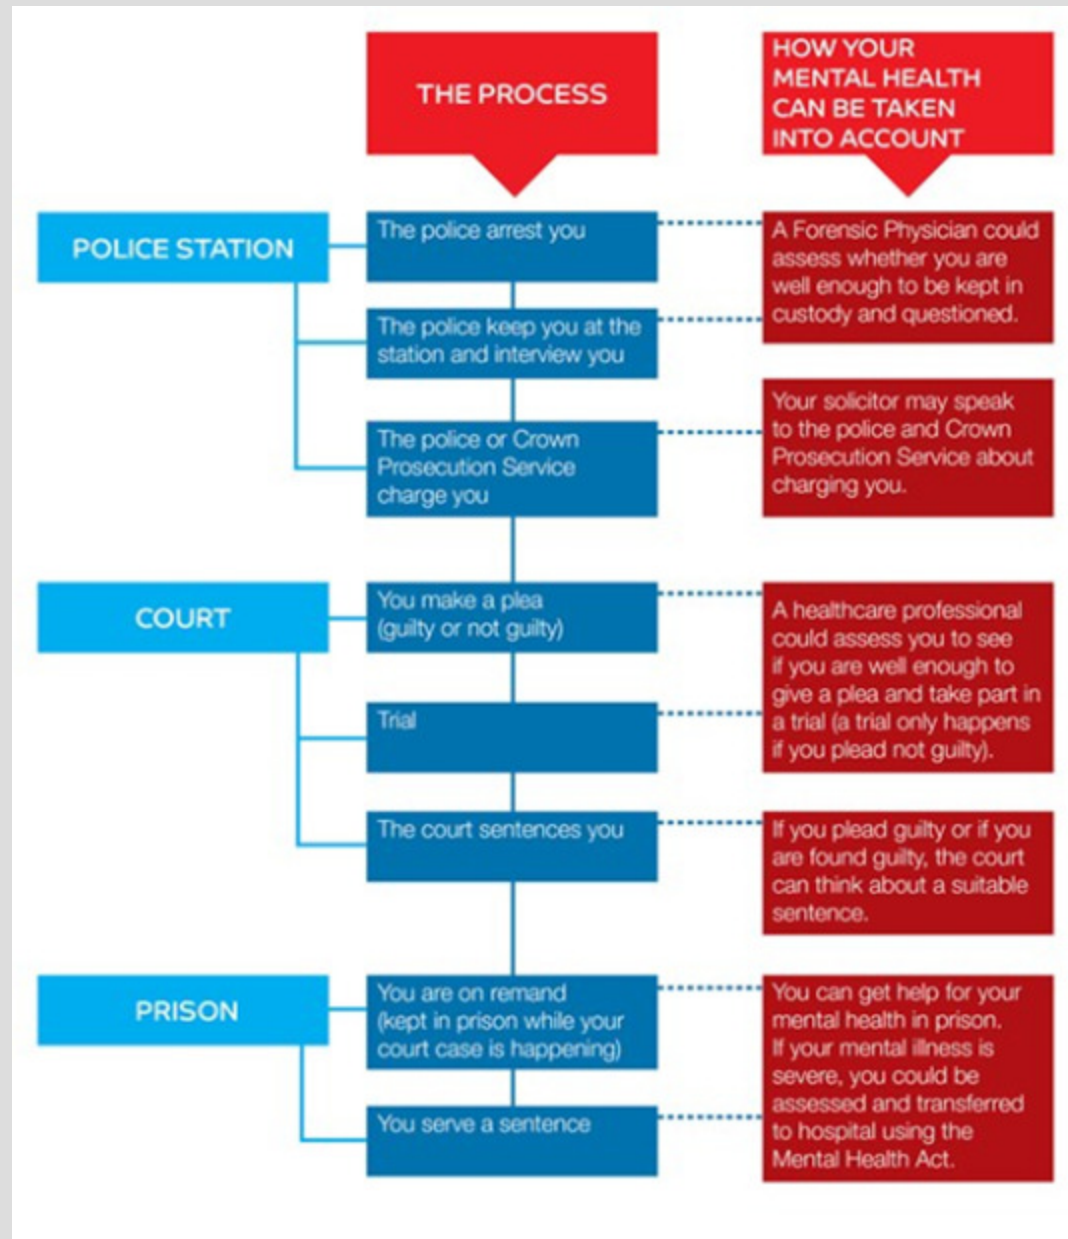 THE PROCESS
HOW YOUR
MENTAL HEALTH
CAN BE TAKEN
INTO ACCOUNT
POLICE STATION
The police arrest you
A Forensic Physician could
assess whether you are
well enough to be kept in
custody and questioned.
The police keep you at the
station and interview you
The police or Crown
Prosecution Service
charge you
Your solicitor may speak
to the police and Crown
Prosecution Service about
charging you.
COURT
You make a plea
(guilty or not guilty)
A healthcare professional
could assess you to see
if you are well enough to
give a plea and take part in
a trial (a trial only happens
if you plead not guilty).
Trial
The court sentences you
If you plead guilty or if you
are found guilty, the court
can think about a suitable
sentence.
PRISON
You are on remand
(kept in prison while your
court case is happening)
You can get help for your
mental health in prison.
If your mental illness is
severe, you could be
assessed and transferred
to hospital using the
Mental Health Act.
You serve a sentence